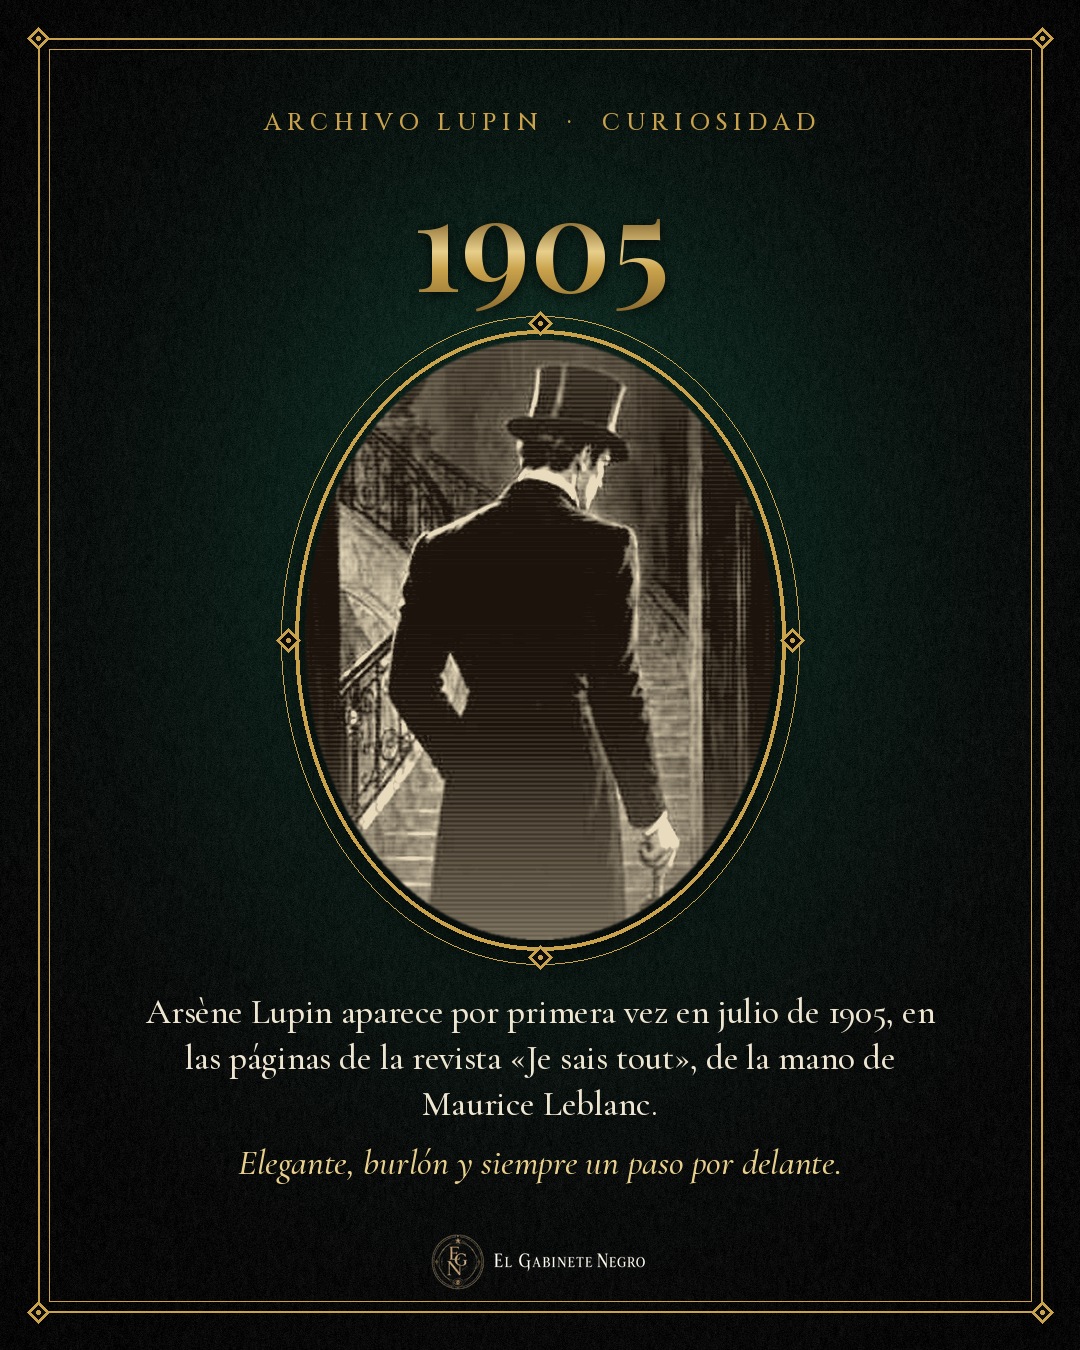 ARCHIVO LUPIN · CURIOSIDAD
1905
Arsène Lupin aparece por primera vez en julio de 1905, en
las páginas de la revista «Je sais tout», de la mano de
Maurice Leblanc.
Elegante, burlón y siempre un paso por delante.
EGN
El Gabinete Negro